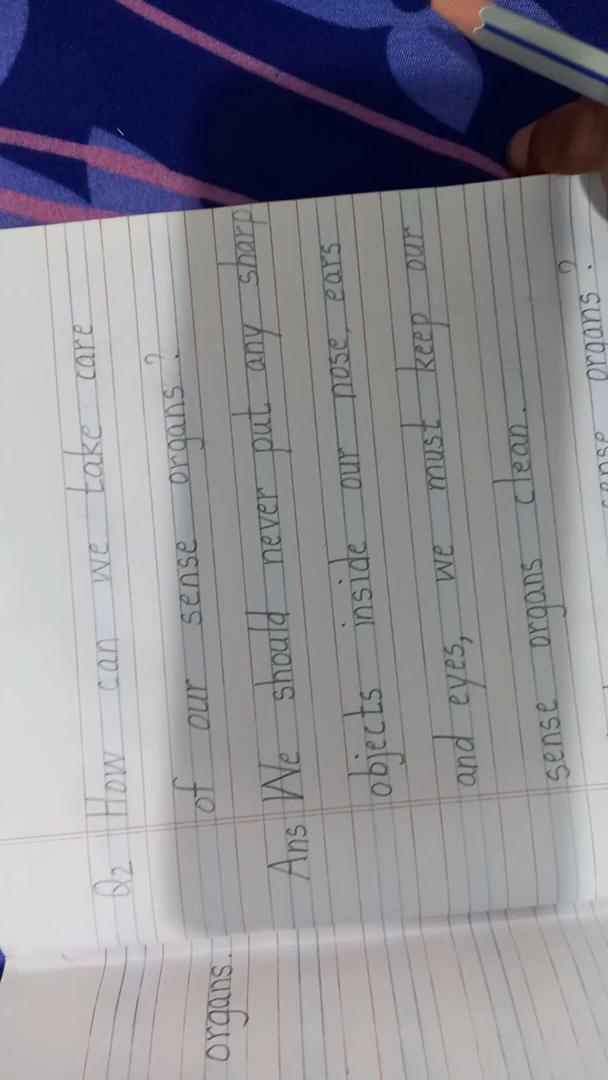 Q2 How can we take care
of our sense organs?
Ans We should never put any sharp
objects inside our nose, ears
and eyes, we must keep our
sense organs clean.
organs?
organs.